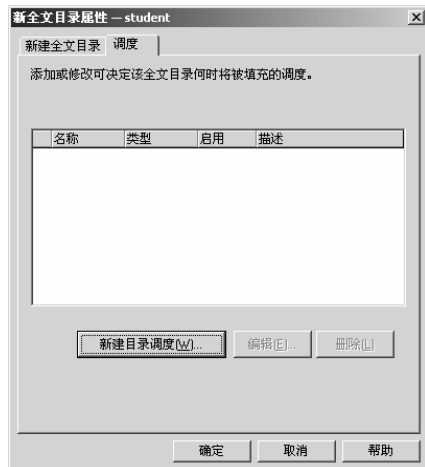 新全文目录属性 — student
新建全文目录 调度
添加或修改可决定该全文目录何时将被填充的调度。
名称 类型 启用 描述
新建目录调度(W)... 编辑(E)... 删除(L)
确定 取消 帮助